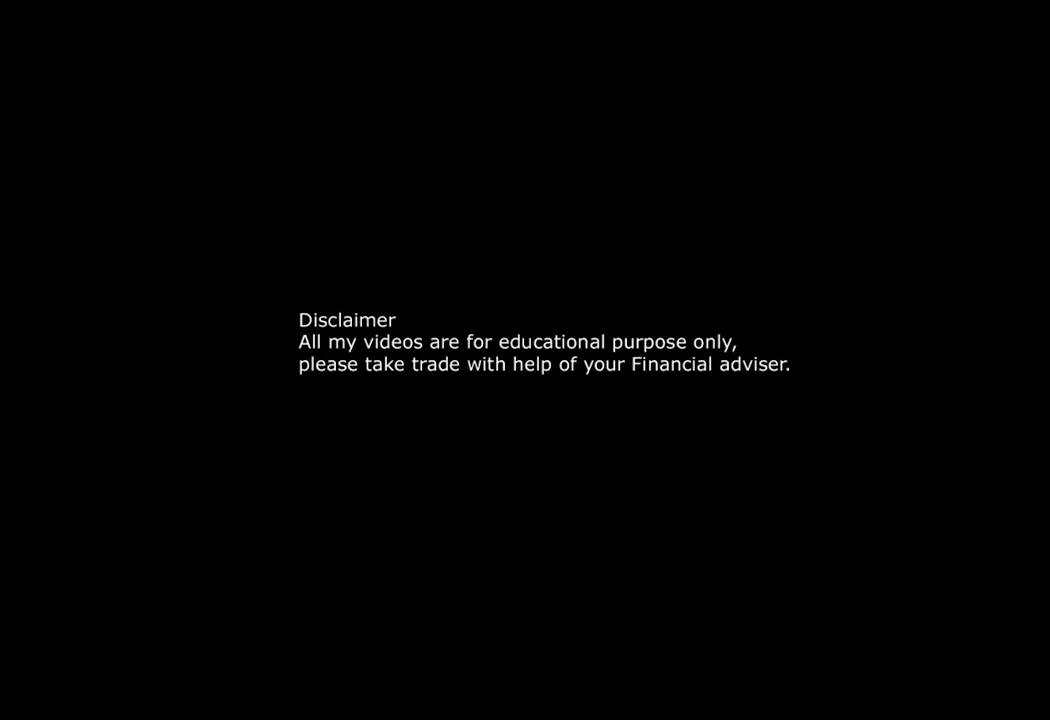 Disclaimer
All my videos are for educational purpose only,
please take trade with help of your Financial adviser.